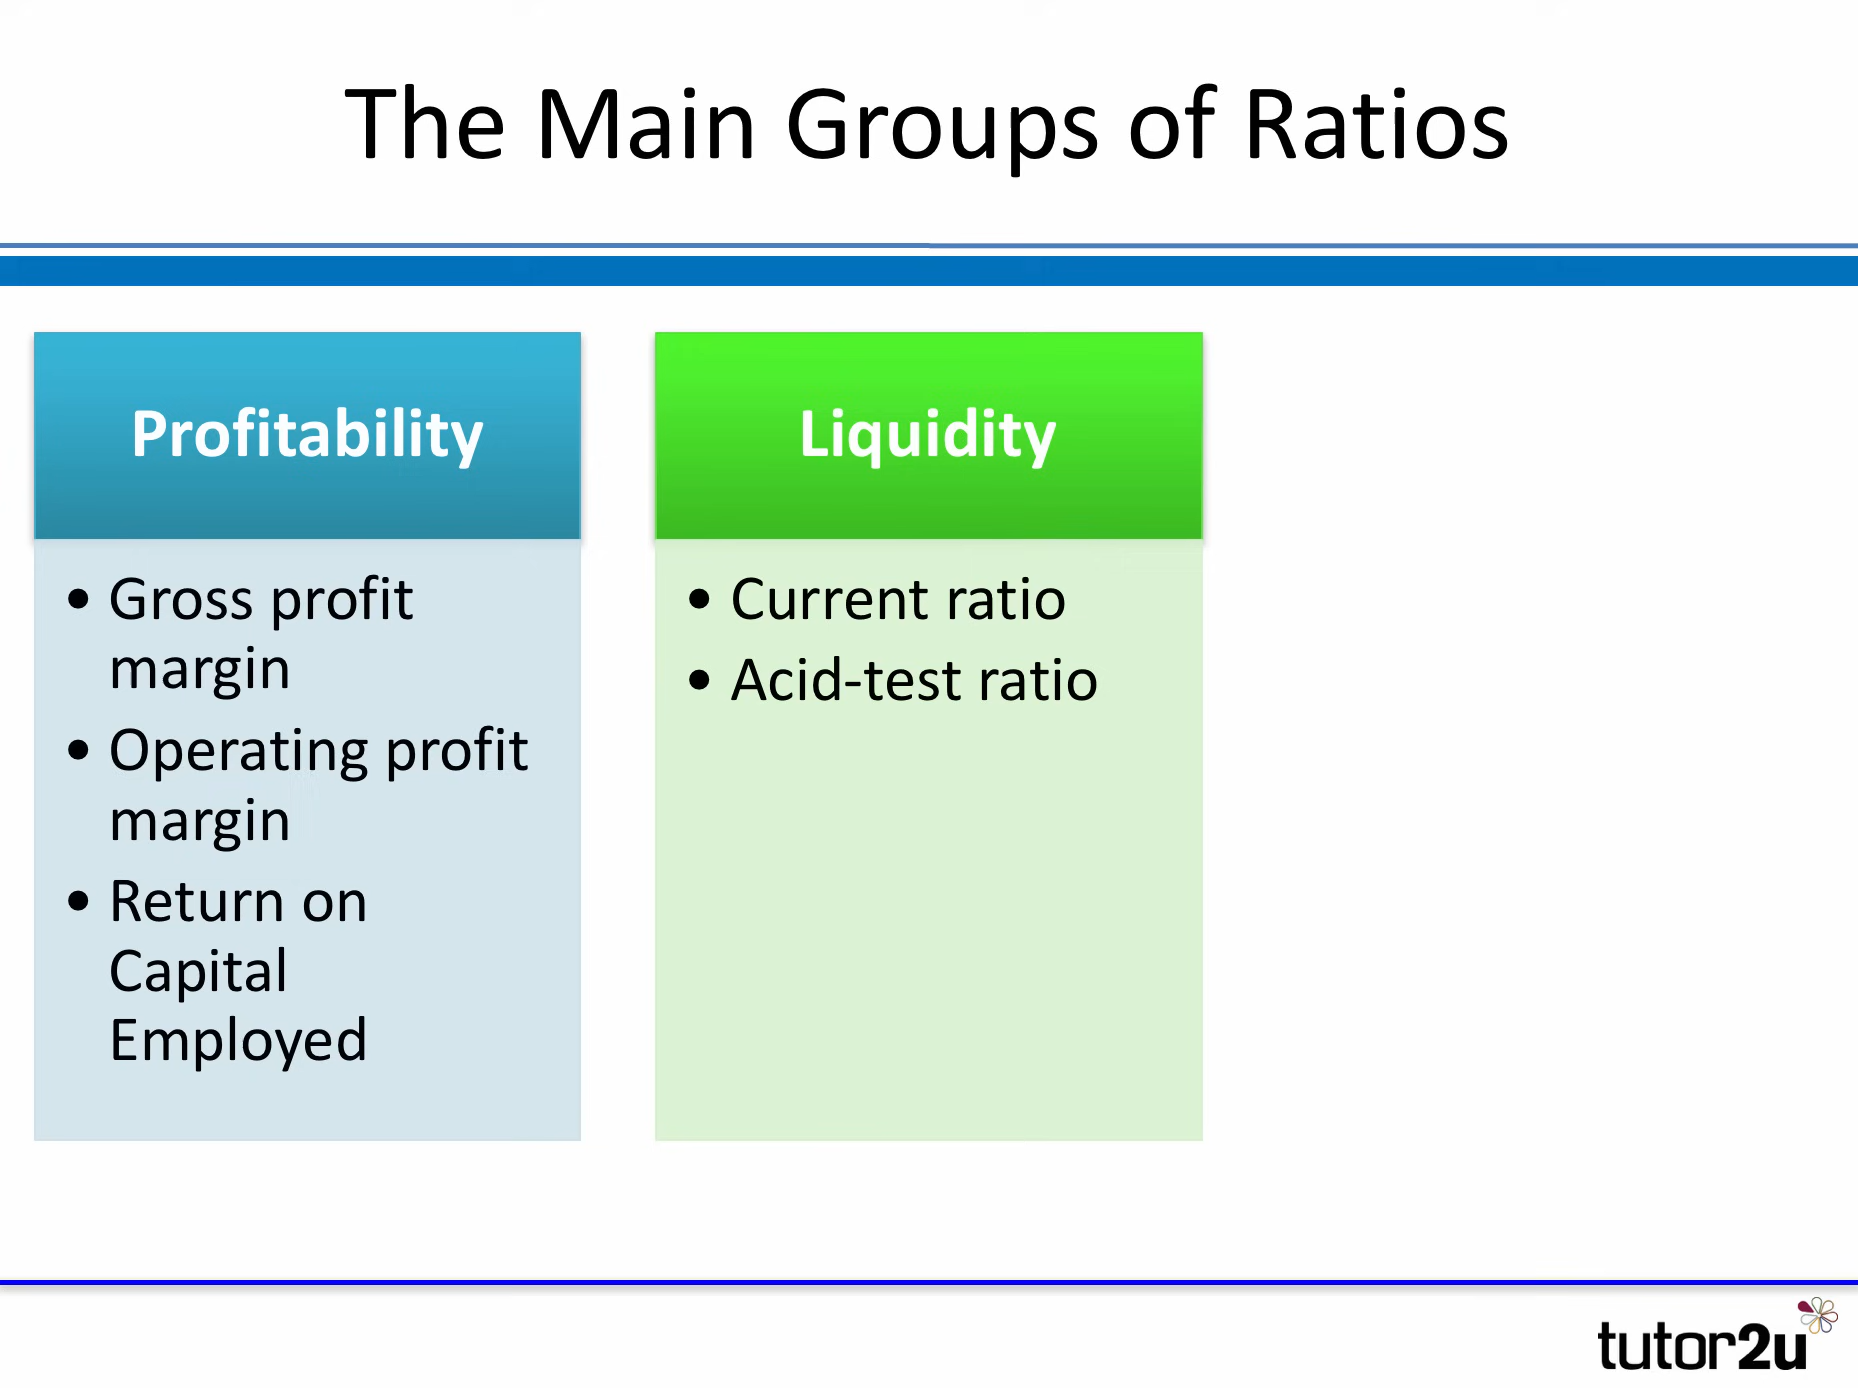 The Main Groups of Ratios
Profitability
• Gross profit
margin
• Operating profit
margin
• Return on
Capital
Employed
Liquidity
• Current ratio
• Acid-test ratio
tutor2u